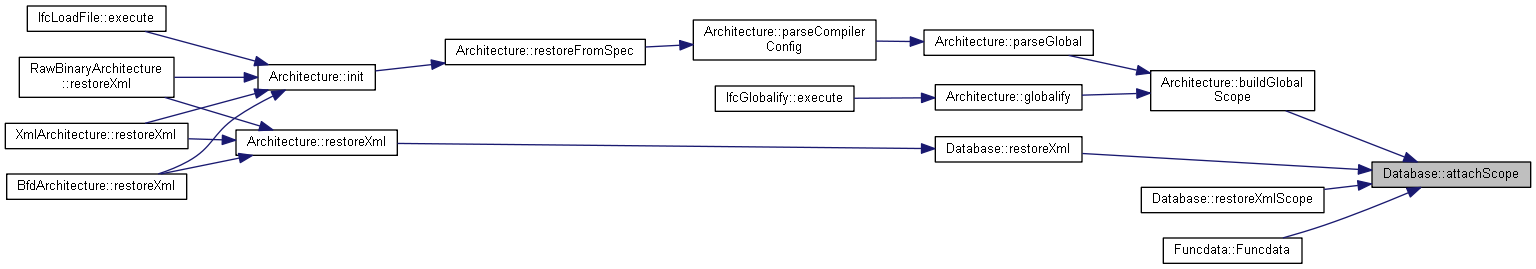 IfcLoadFile::execute
RawBinaryArchitecture
::restoreXml
XmlArchitecture::restoreXml
BfdArchitecture::restoreXml
Architecture::init
Architecture::restoreXml
Architecture::restoreFromSpec
Architecture::parseCompiler
Config
IfcGlobalify::execute
Architecture::parseGlobal
Architecture::globalify
Database::restoreXml
Architecture::buildGlobal
Scope
Database::restoreXmlScope
Funcdata::Funcdata
Database::attachScope